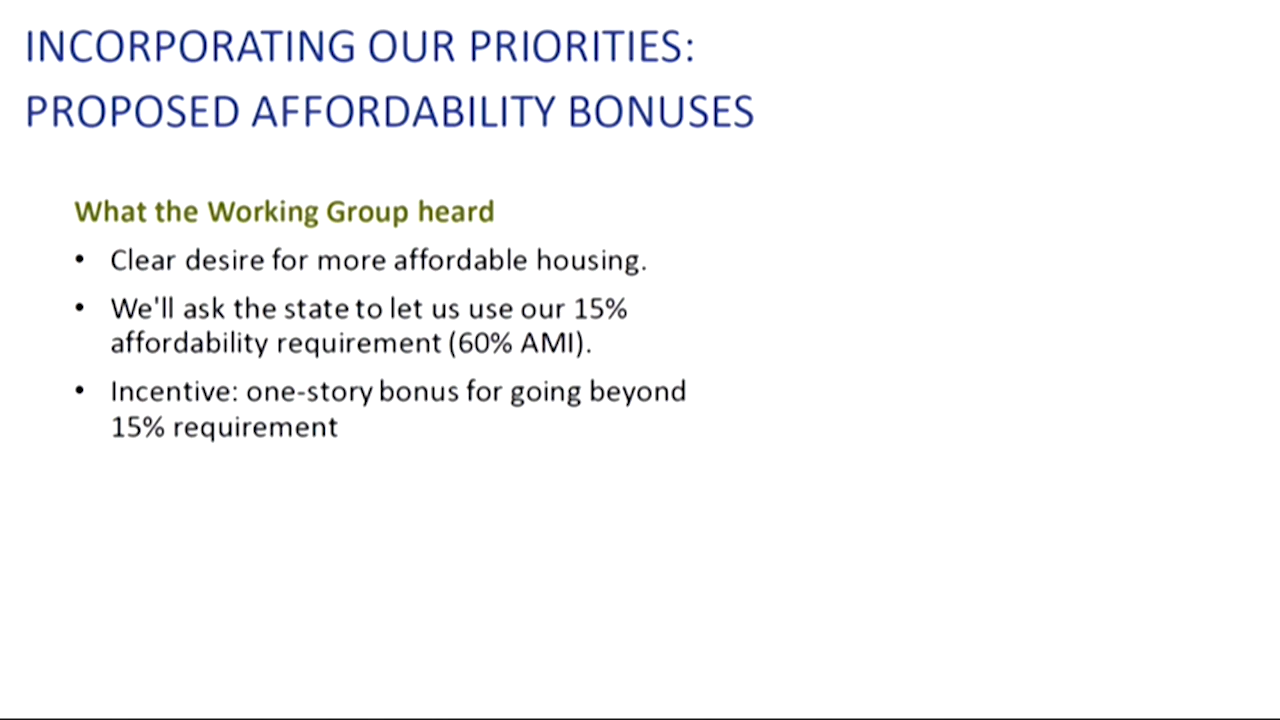 INCORPORATING OUR PRIORITIES:
PROPOSED AFFORDABILITY BONUSES
What the Working Group heard
• Clear desire for more affordable housing.
• We'll ask the state to let us use our 15%
affordability requirement (60% AMI).
• Incentive: one-story bonus for going beyond
15% requirement